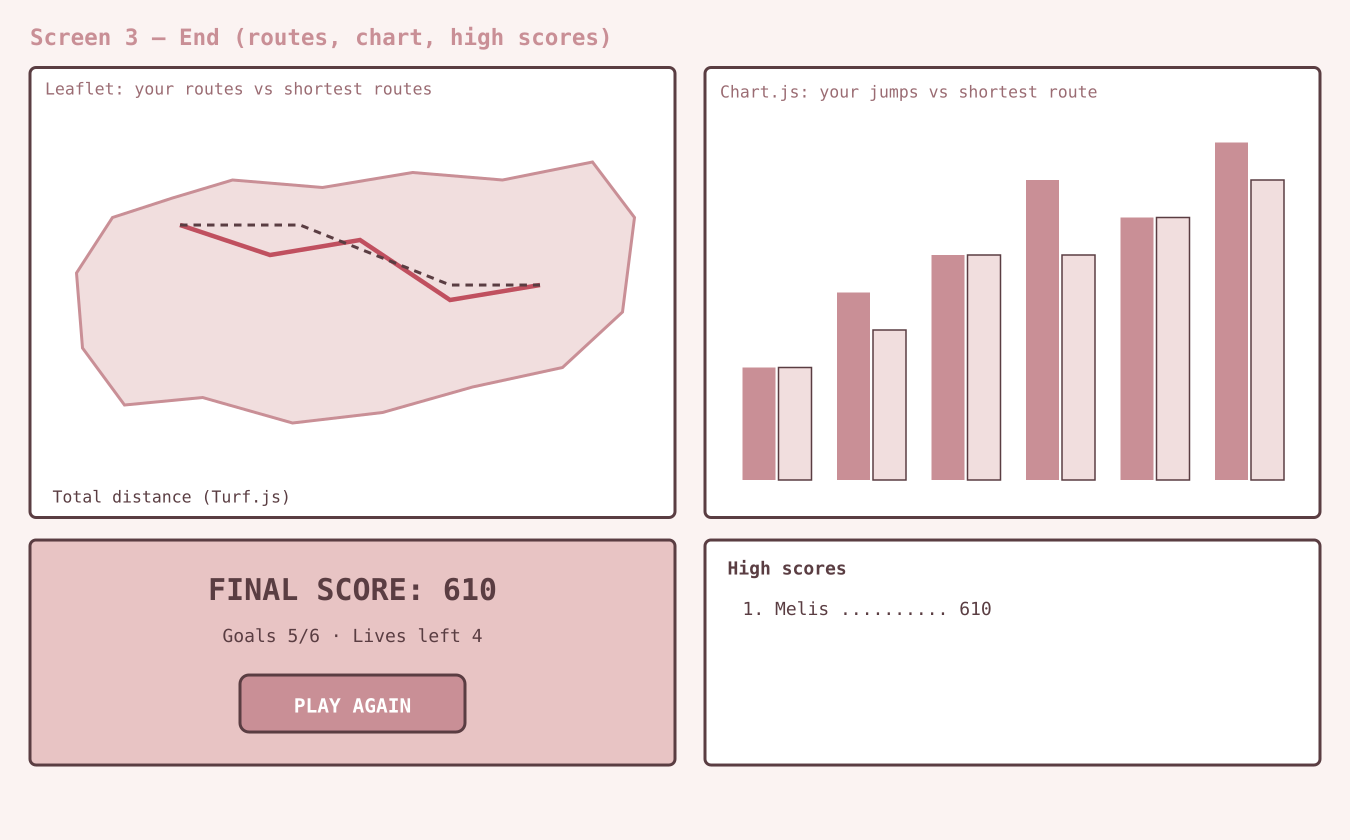 Screen 3 — End (routes, chart, high scores)
Leaflet: your routes vs shortest routes
Total distance (Turf.js)
Chart.js: your jumps vs shortest route
FINAL SCORE: 610
Goals 5/6 · Lives left 4
PLAY AGAIN
High scores
1. Melis .......... 610